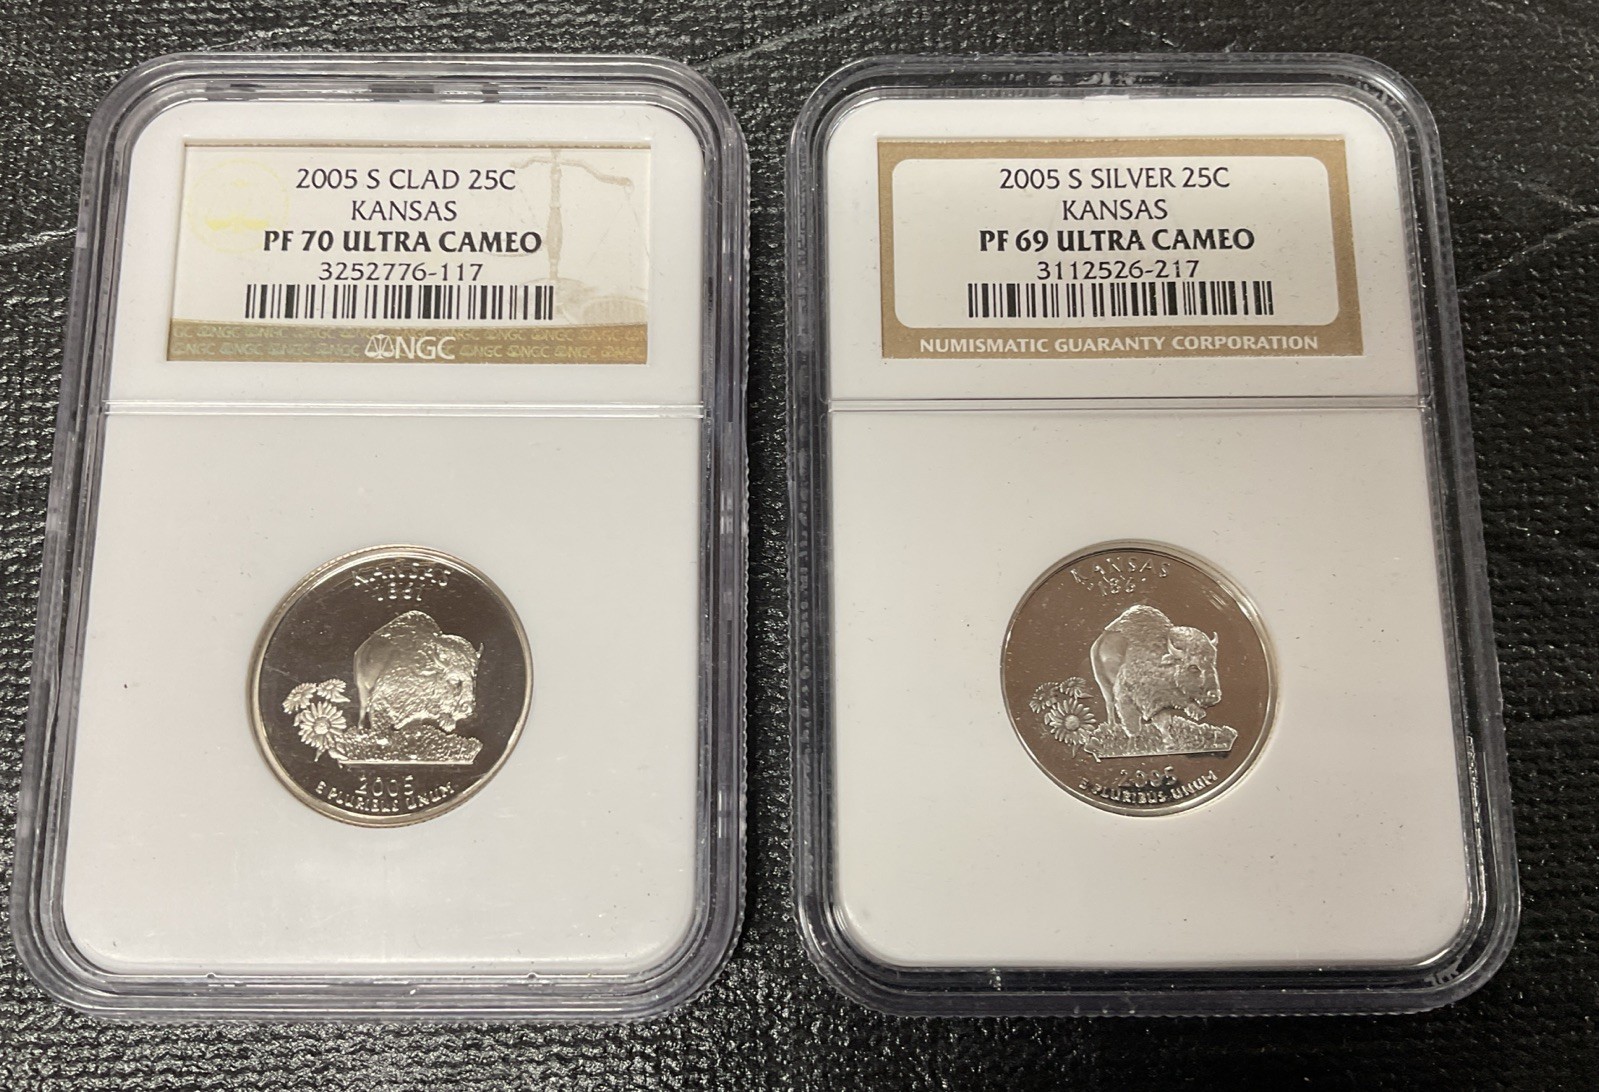 2005 S CLAD 25C
KANSAS
PF 70 ULTRA CAMEO
3252776-117
NGC
KANSAS
1861
2005
E PLURIBUS UNUM
2005 S SILVER 25C
KANSAS
PF 69 ULTRA CAMEO
3112526-217
NUMISMATIC GUARANTY CORPORATION
KANSAS
1861
2005
E PLURIBUS UNUM